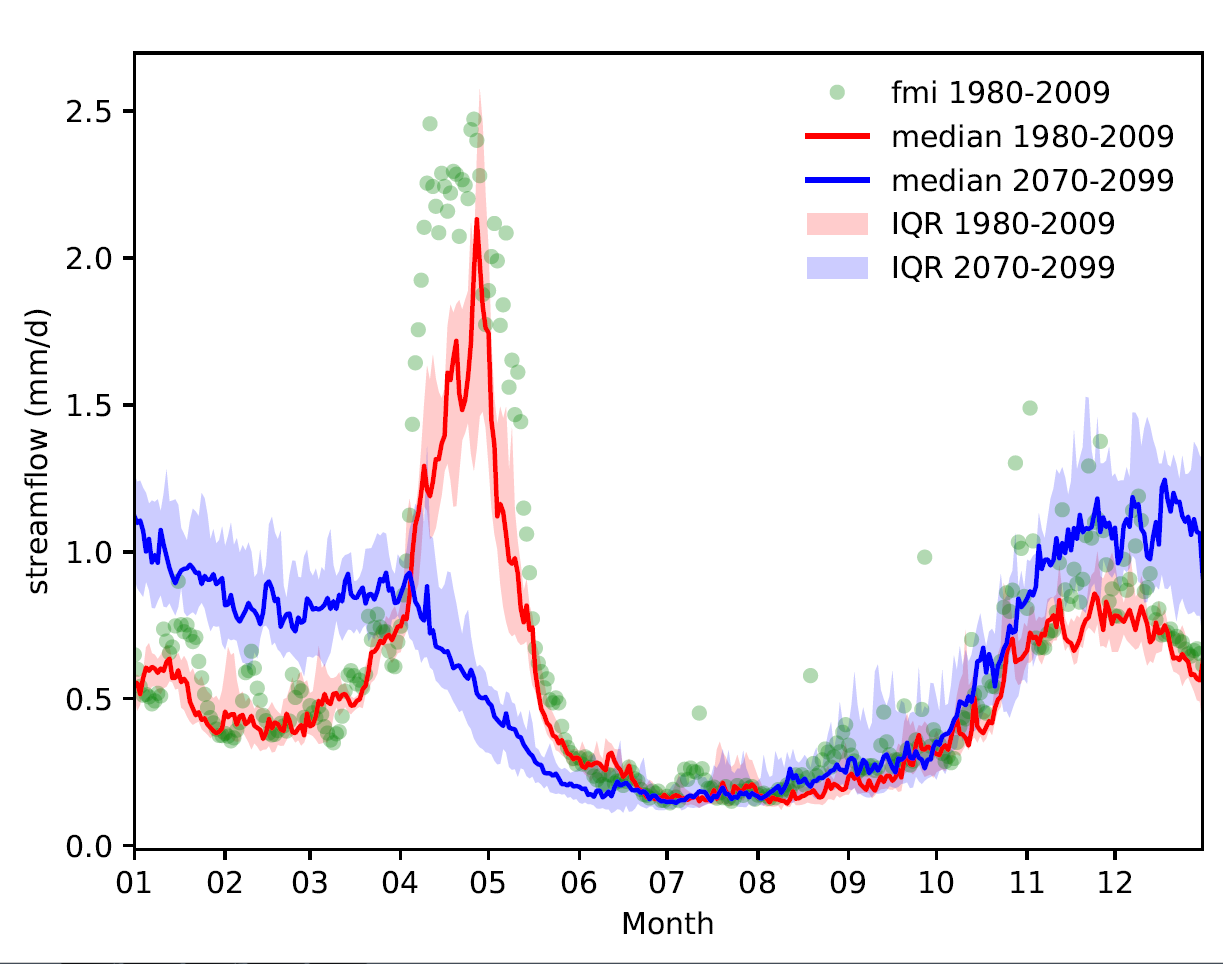 fmi 1980-2009
median 1980-2009
median 2070-2099
IQR 1980-2009
IQR 2070-2099
2.5
2.0
1.5
1.0
0.5
0.0
streamflow (mm/d)
01 02 03 04 05 06 07 08 09 10 11 12
Month